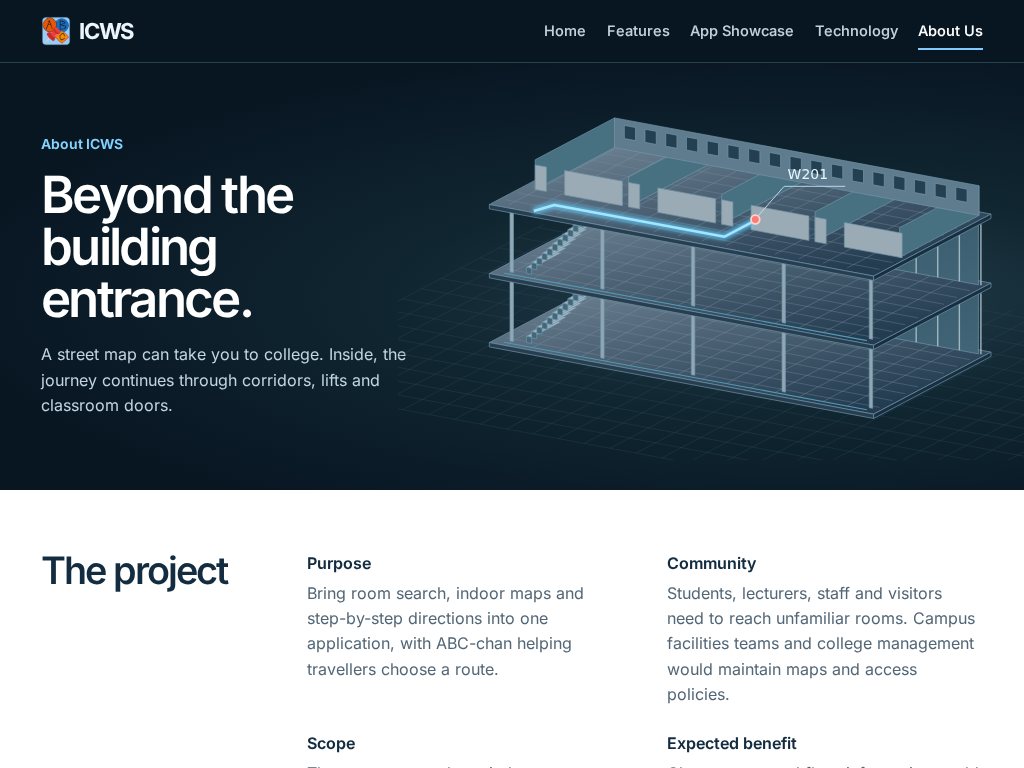 ABC ICWS
Home Features App Showcase Technology About Us
About ICWS
Beyond the
building
entrance.
A street map can take you to college. Inside, the
journey continues through corridors, lifts and
classroom doors.
W201
The project
Purpose
Bring room search, indoor maps and
step-by-step directions into one
application, with ABC-chan helping
travellers choose a route.
Community
Students, lecturers, staff and visitors
need to reach unfamiliar rooms. Campus
facilities teams and college management
would maintain maps and access
policies.
Scope
Expected benefit